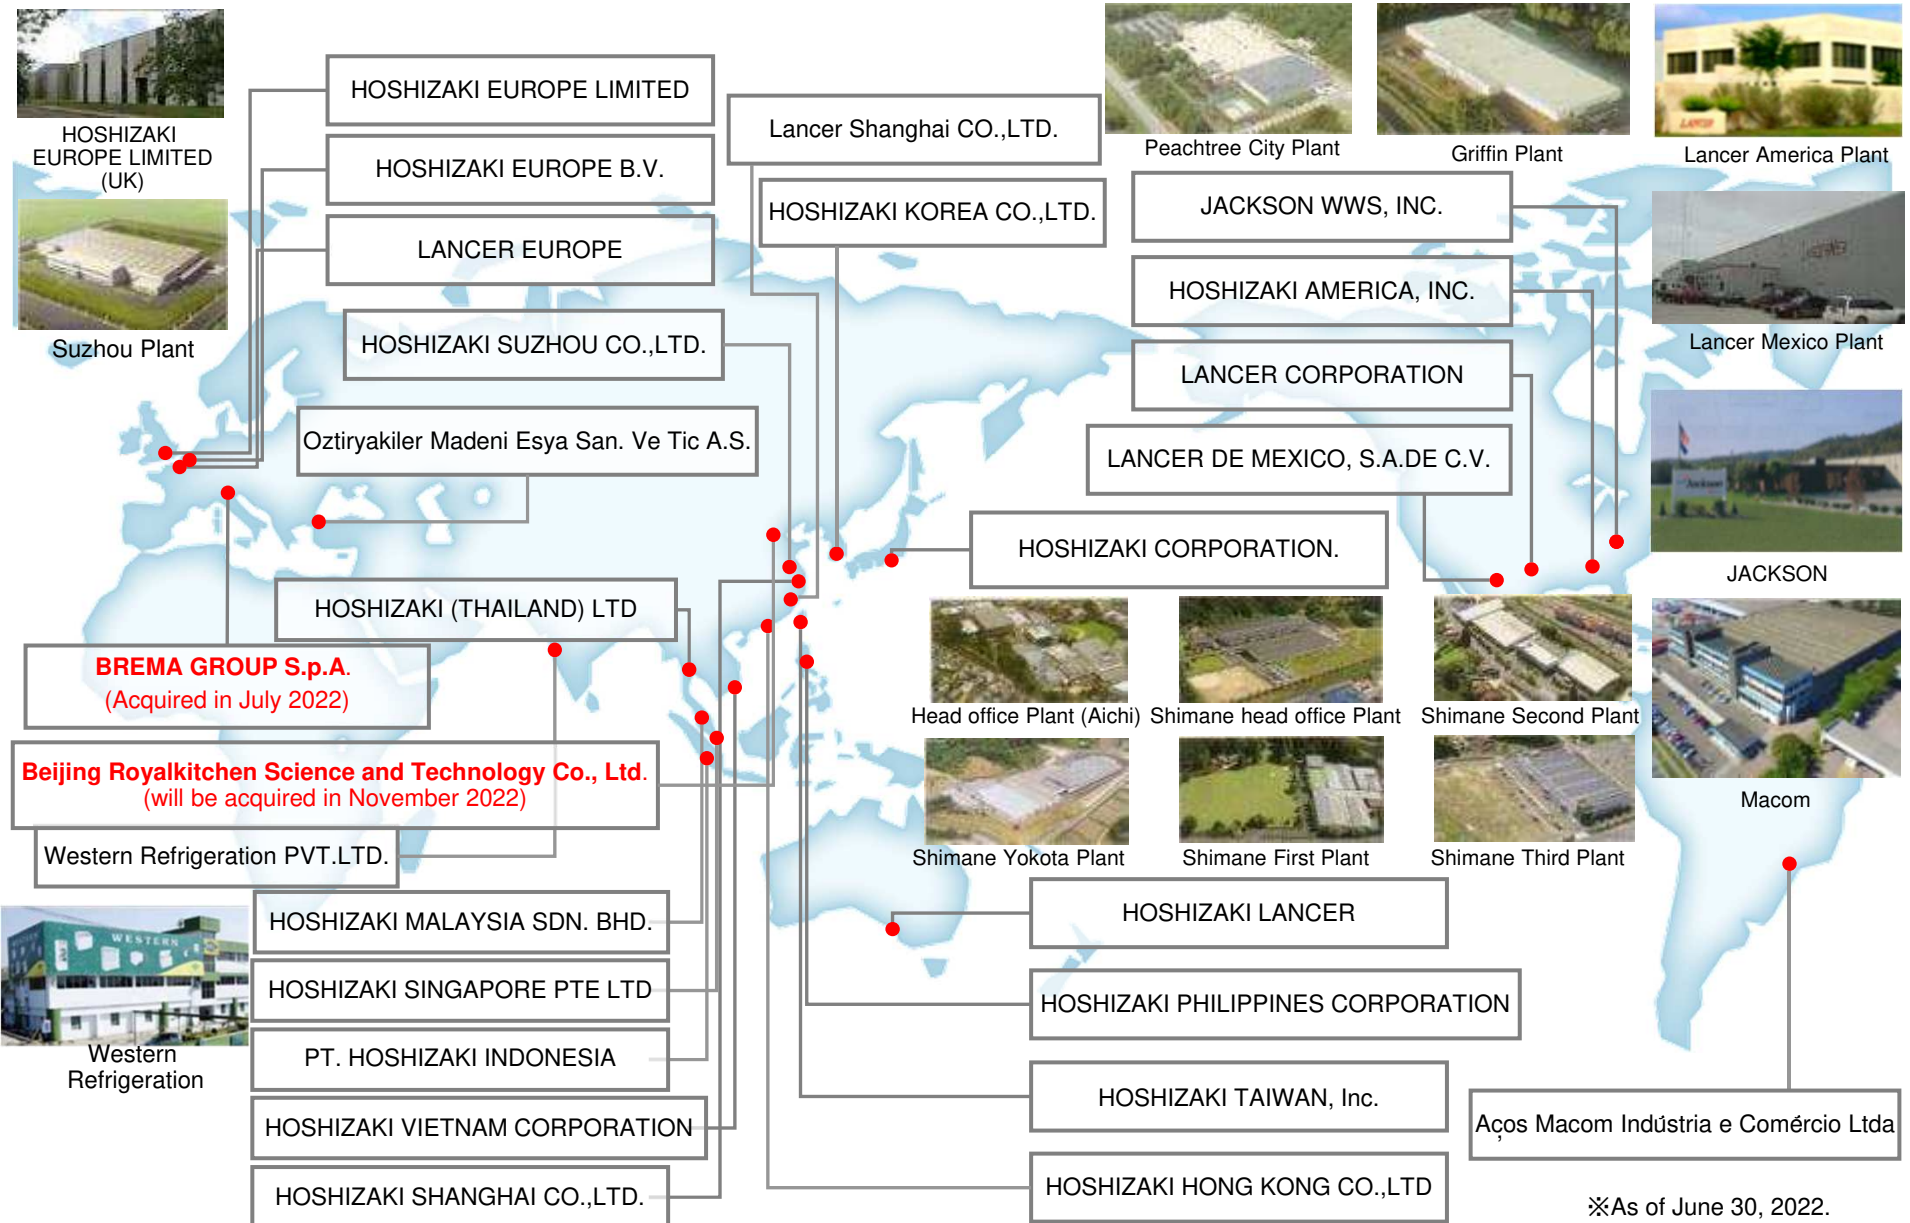 HOSHIZAKI
EUROPE LIMITED
(UK)
Suzhou Plant
HOSHIZAKI EUROPE LIMITED
HOSHIZAKI EUROPE B.V.
LANCER EUROPE
HOSHIZAKI SUZHOU CO.,LTD.
Oztiryakiler Madeni Esya San. Ve Tic A.S.
Lancer Shanghai CO.,LTD.
HOSHIZAKI KOREA CO.,LTD.
Peachtree City Plant
Griffin Plant
LANCER
Lancer America Plant
JACKSON WWS, INC.
HOSHIZAKI AMERICA, INC.
LANCER CORPORATION
LANCER DE MEXICO, S.A.DE C.V.
Lancer Mexico Plant
Jackson
JACKSON
HOSHIZAKI CORPORATION.
HOSHIZAKI (THAILAND) LTD
BREMA GROUP S.p.A.
(Acquired in July 2022)
Beijing Royalkitchen Science and Technology Co., Ltd.
(will be acquired in November 2022)
Western Refrigeration PVT.LTD.
Head office Plant (Aichi)
Shimane head office Plant
Shimane Second Plant
Shimane Yokota Plant
Shimane First Plant
Shimane Third Plant
Macom
WESTERN
Western
Refrigeration
HOSHIZAKI MALAYSIA SDN. BHD.
HOSHIZAKI SINGAPORE PTE LTD
PT. HOSHIZAKI INDONESIA
HOSHIZAKI VIETNAM CORPORATION
HOSHIZAKI SHANGHAI CO.,LTD.
HOSHIZAKI LANCER
HOSHIZAKI PHILIPPINES CORPORATION
HOSHIZAKI TAIWAN, Inc.
HOSHIZAKI HONG KONG CO.,LTD
Aços Macom Indústria e Comércio Ltda
※As of June 30, 2022.